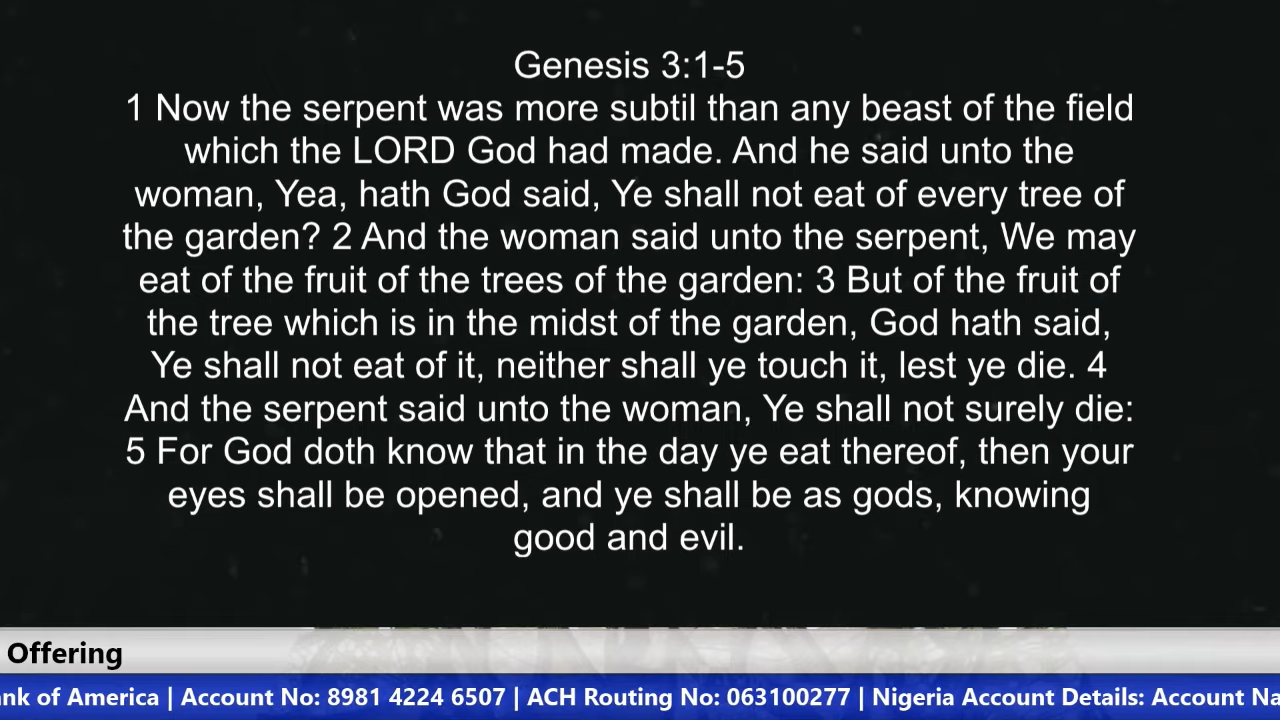 Genesis 3:1-5
1 Now the serpent was more subtil than any beast of the field
which the LORD God had made. And he said unto the
woman, Yea, hath God said, Ye shall not eat of every tree of
the garden? 2 And the woman said unto the serpent, We may
eat of the fruit of the trees of the garden: 3 But of the fruit of
the tree which is in the midst of the garden, God hath said,
Ye shall not eat of it, neither shall ye touch it, lest ye die. 4
And the serpent said unto the woman, Ye shall not surely die:
5 For God doth know that in the day ye eat thereof, then your
eyes shall be opened, and ye shall be as gods, knowing
good and evil.
Offering
of America | Account No: 8981 4224 6507 | ACH Routing No: 063100277 | Nigeria Account Details: Account